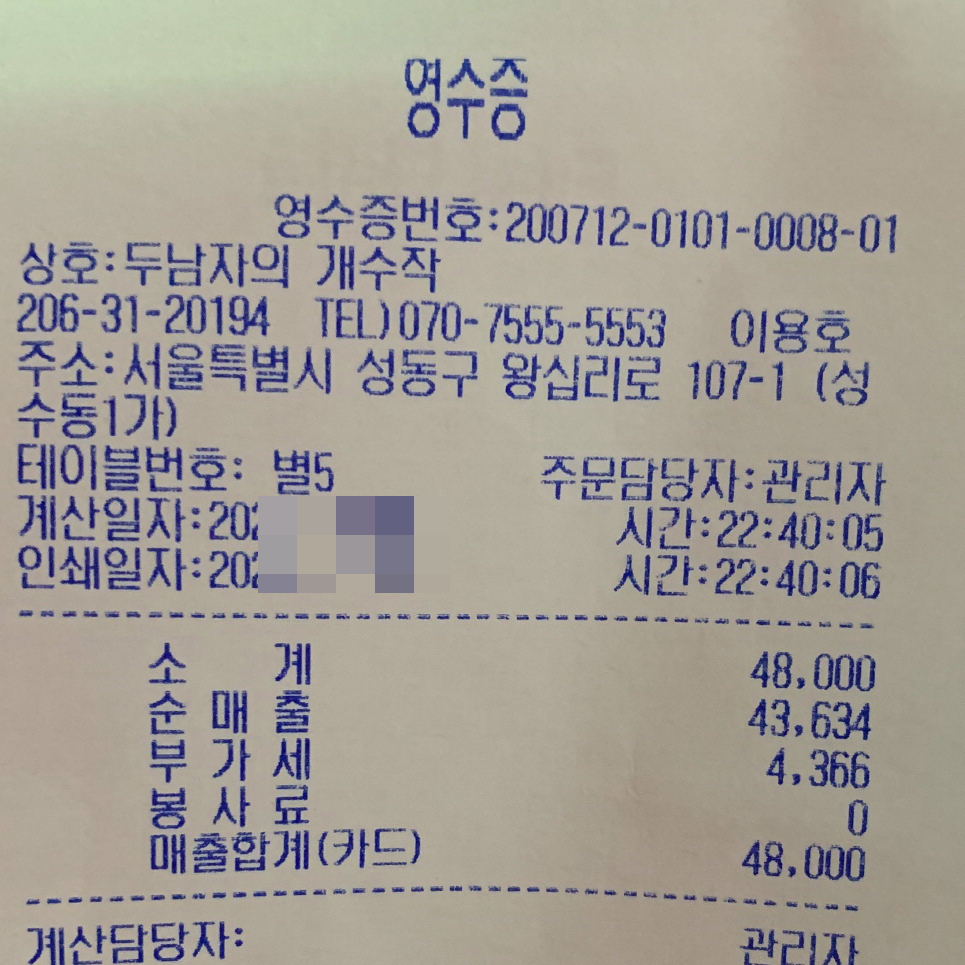 영수증
영수증번호:200712-0101-0008-01
상호:두남자의 개수작
206-31-20194 TEL)070-7555-5553 이용호
주소:서울특별시 성동구 왕십리로 107-1 (성
수동1가)
테이블번호: 별5 주문담당자:관리자
계산일자:202 시간:22:40:05
인쇄일자:202 시간:22:40:06
소 계 48,000
순 매 출 43,634
부 가 세 4,366
봉 사 료 0
매출합계(카드) 48,000
계산담당자: 관리자